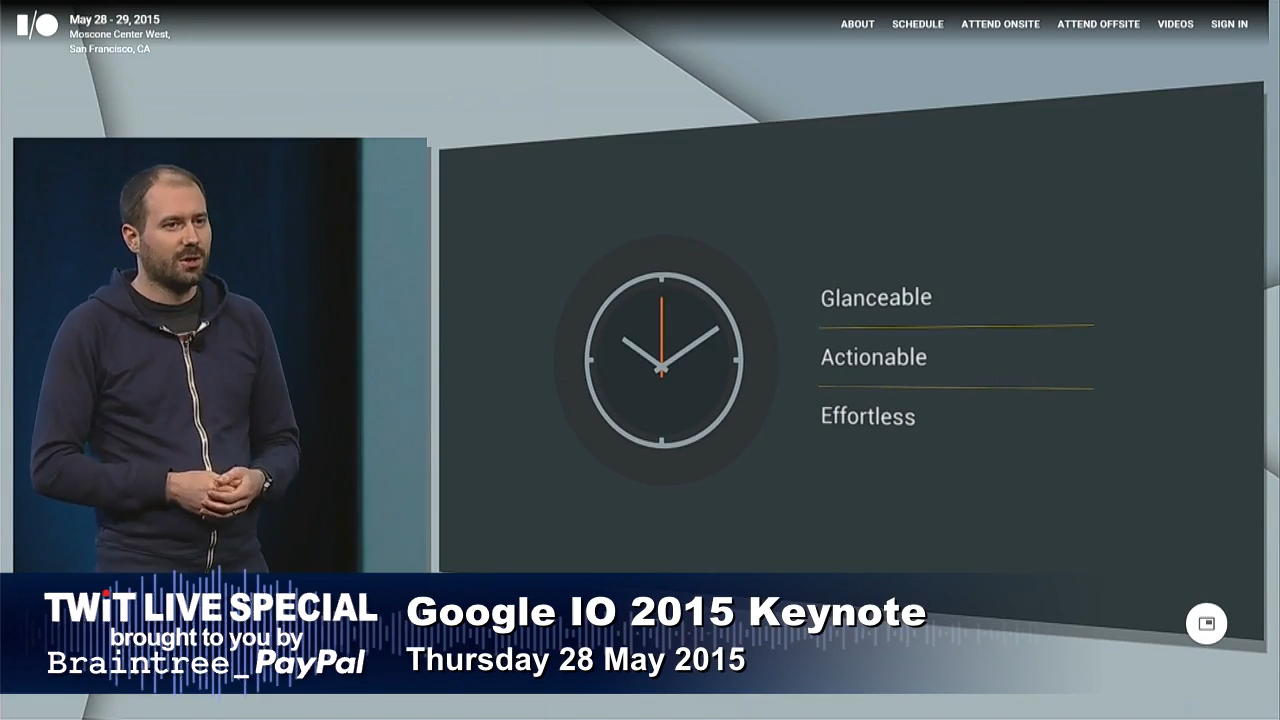 I/O
May 28 - 29, 2015
Moscone Center West,
San Francisco, CA
ABOUT SCHEDULE ATTEND ONSITE ATTEND OFFSITE VIDEOS SIGN IN
Glanceable
Actionable
Effortless
TWiT LIVE SPECIAL
brought to you by
Braintree_PayPal
Google IO 2015 Keynote
Thursday 28 May 2015